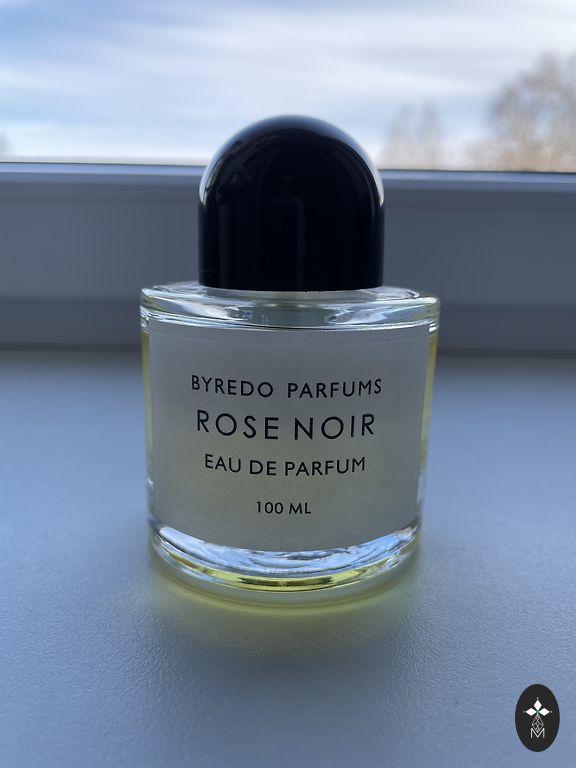 BYREDO PARFUMS
ROSE NOIR
EAU DE PARFUM
100 ML
M